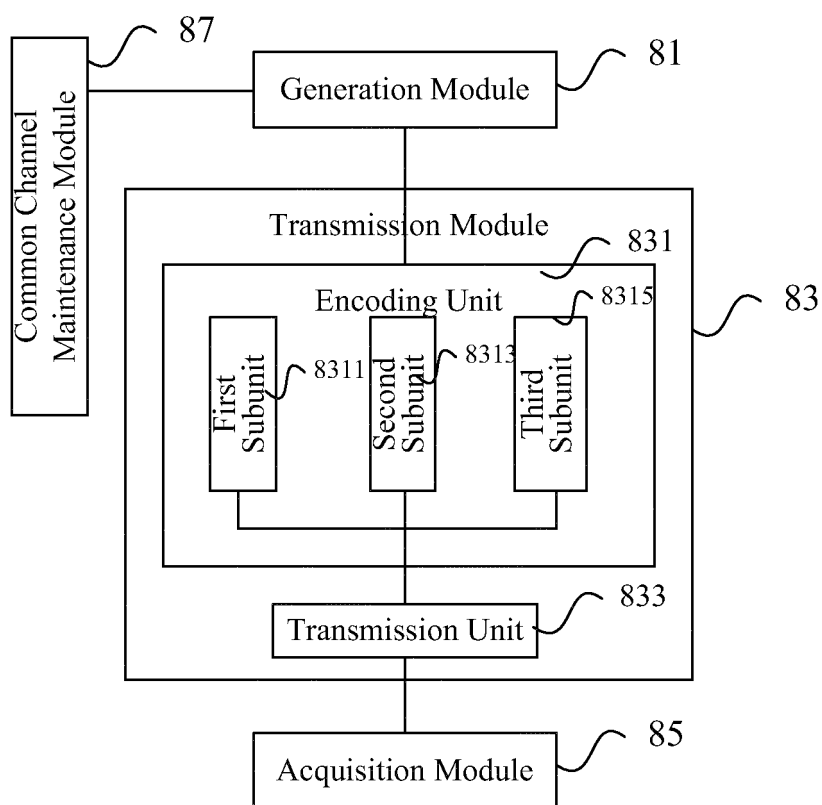 87
81
Generation Module
Common Channel
Maintenance Module
Transmission Module
831
Encoding Unit
8315
83
First
Subunit
8311
Second
Subunit
8313
Third
Subunit
833
Transmission Unit
85
Acquisition Module